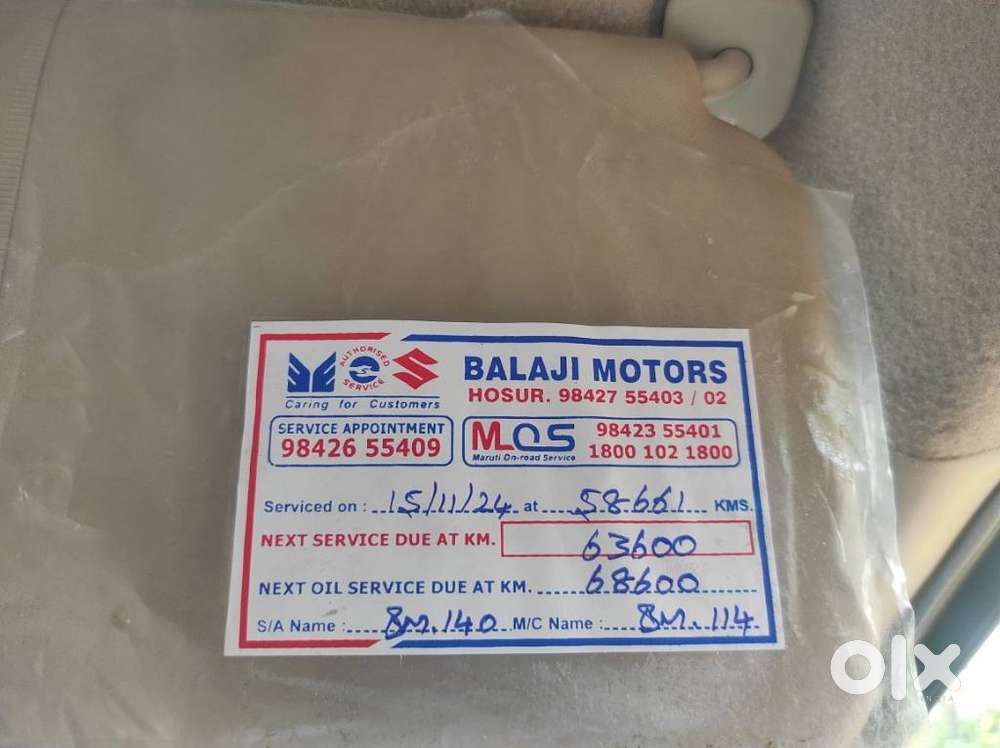 AUTHORISED SERVICE
Caring for Customers
BALAJI MOTORS
HOSUR. 98427 55403 / 02
SERVICE APPOINTMENT
98426 55409
MOS
Maruti On-road Service
98423 55401
1800 102 1800
Serviced on : 15/11/24 at 58661 KMS.
NEXT SERVICE DUE AT KM. 63600
NEXT OIL SERVICE DUE AT KM. 68600
S/A Name : BM.140 M/C Name : BM.114
olx